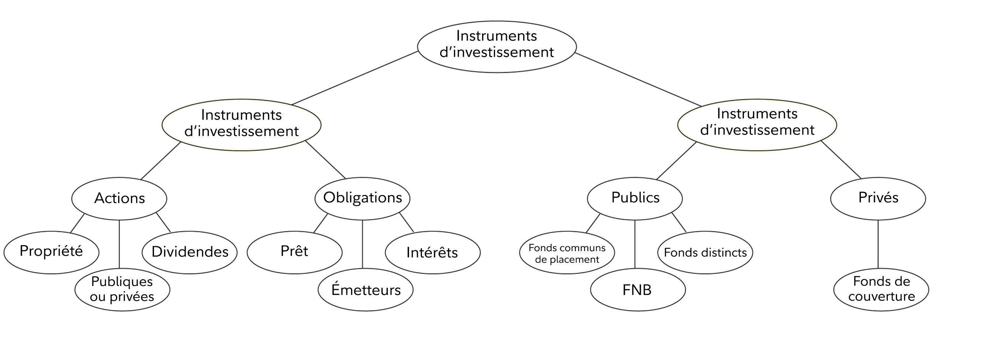 Instruments
d’investissement
Instruments
d’investissement
Instruments
d’investissement
Actions
Obligations
Publics
Privés
Propriété
Dividendes
Prêt
Intérêts
Fonds communs
de placement
Fonds distincts
Publiques
ou privées
Émetteurs
FNB
Fonds de
couverture